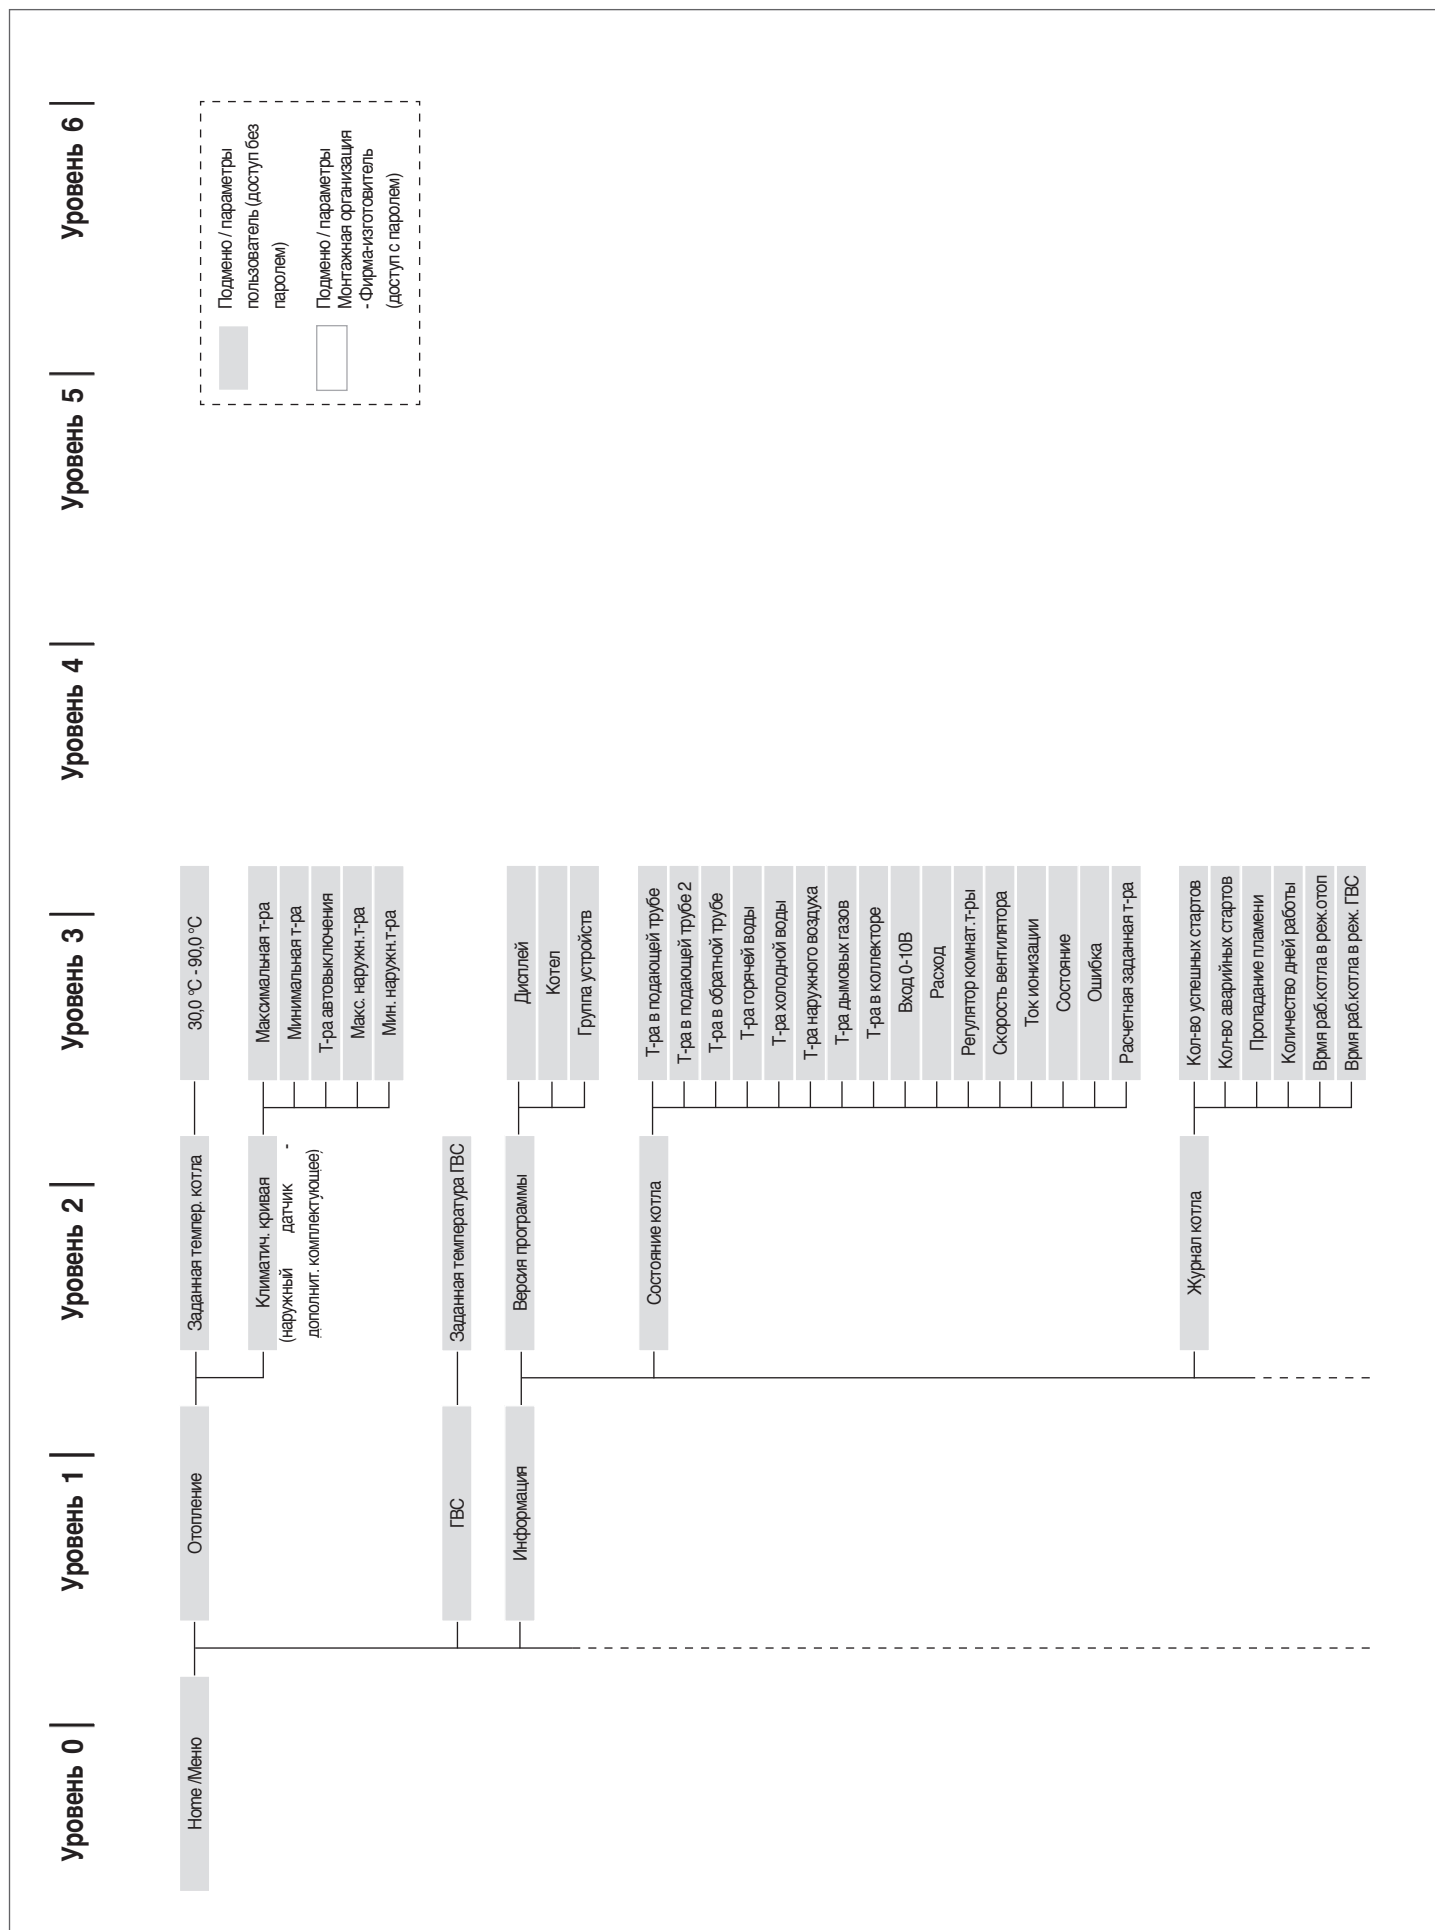 Уровень 0
Уровень 1
Уровень 2
Уровень 3
Уровень 4
Уровень 5
Уровень 6
Home /Меню
Отопление
Заданная темпер. котла
30,0 °C - 90,0 °C
Климатич. кривая
(наружный датчик -
дополнит. комплектующее)
Максимальная т-ра
Минимальная т-ра
Т-ра автовыключения
Макс. наружн.т-ра
Мин. наружн.т-ра
ГВС
Заданная температура ГВС
Информация
Версия программы
Дисплей
Котел
Группа устройств
Состояние котла
Т-ра в подающей трубе
Т-ра в подающей трубе 2
Т-ра в обратной трубе
Т-ра горячей воды
Т-ра холодной воды
Т-ра наружного воздуха
Т-ра дымовых газов
Т-ра в коллекторе
Вход 0-10В
Расход
Регулятор комнат.т-ры
Скорость вентилятора
Ток ионизации
Состояние
Ошибка
Расчетная заданная т-ра
Журнал котла
Кол-во успешных стартов
Кол-во аварийных стартов
Пропадание пламени
Количество дней работы
Врмя раб.котла в реж.отоп
Врмя раб.котла в реж. ГВС
Подменю / параметры
пользователь (доступ без
паролем)
Подменю / параметры
Монтажная организация
- Фирма-изготовитель
(доступ с паролем)